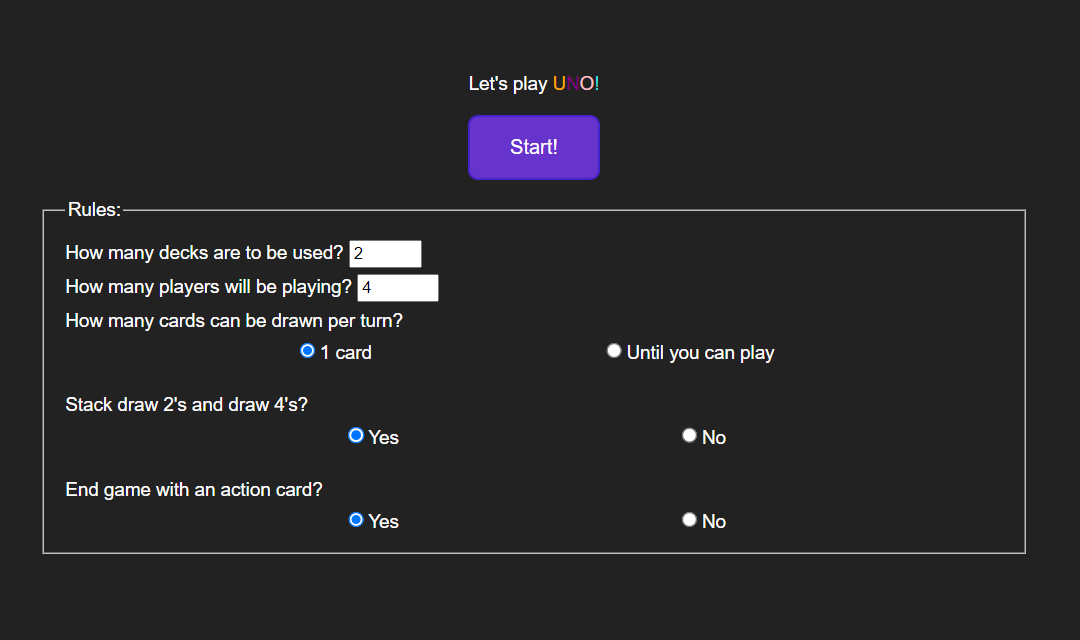 Let's play UNO!
Start!
Rules:
How many decks are to be used? 2
How many players will be playing? 4
How many cards can be drawn per turn?
1 card Until you can play
Stack draw 2's and draw 4's?
Yes No
End game with an action card?
Yes No